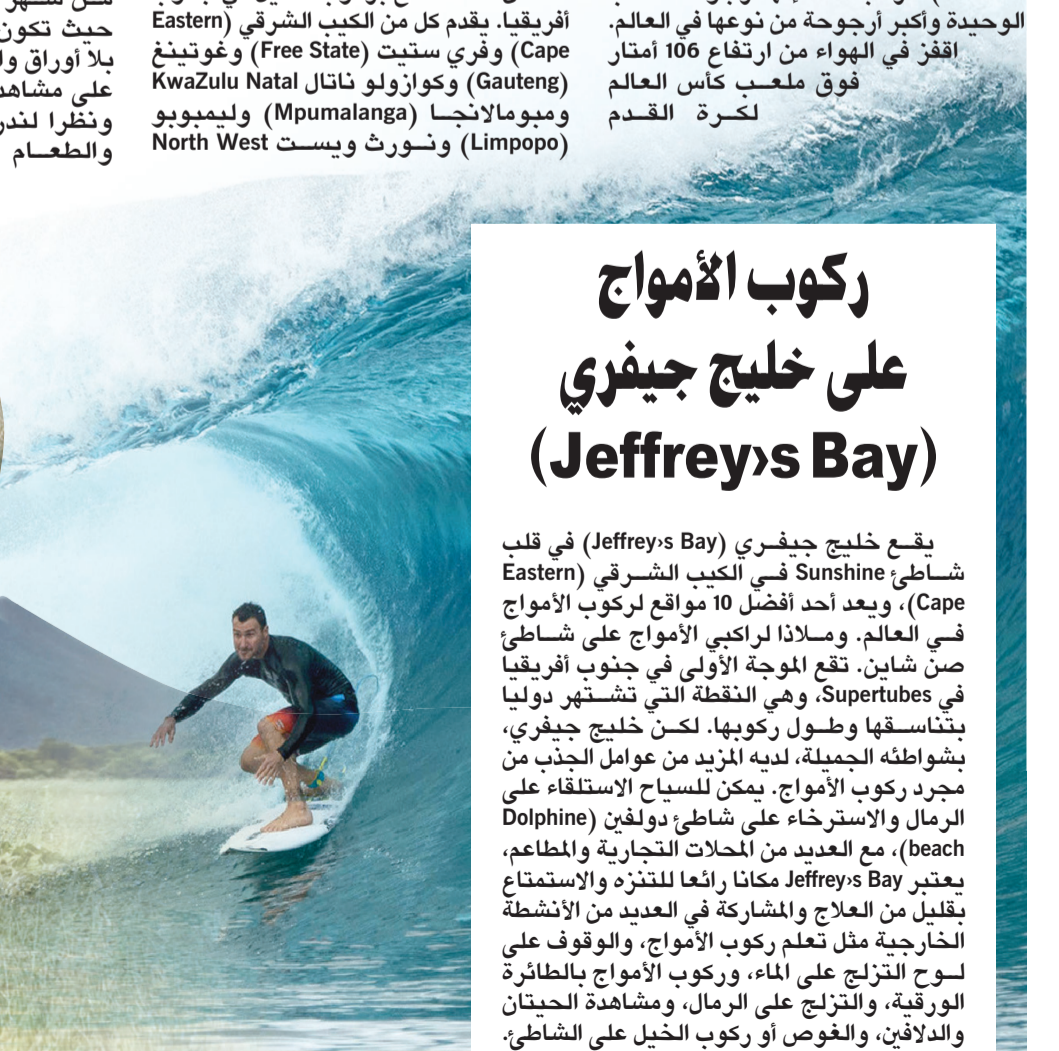 الوحيدة وأكبر أرجوحة من نوعها في العالم.
اقفز في الهواء من ارتفاع 106 أمتار
فوق ملعب كأس العالم
لكرة القدم
أفريقيا. يقدم كل من الكيب الشرقي (Eastern
Cape) وفري ستيت (Free State) وغوتينغ
(Gauteng) وكوازولو ناتال KwaZulu Natal
ومبومالانجا (Mpumalanga) وليمبوبو
(Limpopo) ونورث ويست North West
حيث تكون
بلا أوراق
على مشاهد
ونظرا لندر
والطعام
ركوب الأمواج
على خليج جيفري
(Jeffrey›s Bay)
يقع خليج جيفري (Jeffrey›s Bay) في قلب
شاطئ Sunshine في الكيب الشرقي (Eastern
Cape)، ويعد أحد أفضل 10 مواقع لركوب الأمواج
في العالم. وملاذا لراكبي الأمواج على شاطئ
صن شاين. تقع الموجة الأولى في جنوب أفريقيا
في Supertubes، وهي النقطة التي تشتهر دوليا
بتناسقها وطول ركوبها. لكن خليج جيفري،
بشواطئه الجميلة، لديه المزيد من عوامل الجذب من
مجرد ركوب الأمواج. يمكن للسياح الاستلقاء على
الرمال والاسترخاء على شاطئ دولفين (Dolphine
beach)، مع العديد من المحلات التجارية والمطاعم،
يعتبر Jeffrey›s Bay مكانا رائعا للتنزه والاستمتاع
بقليل من العلاج والمشاركة في العديد من الأنشطة
الخارجية مثل تعلم ركوب الأمواج، والوقوف على
لوح التزلج على الماء، وركوب الأمواج بالطائرة
الورقية، والتزلج على الرمال، ومشاهدة الحيتان
والدلافين، والغوص أو ركوب الخيل على الشاطئ.